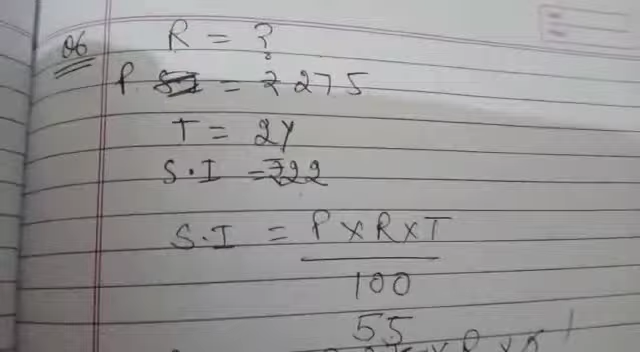 06 R = ?
P = ₹ 275
T = 2y
S.I = ₹22
S.I = P x R x T
100
55